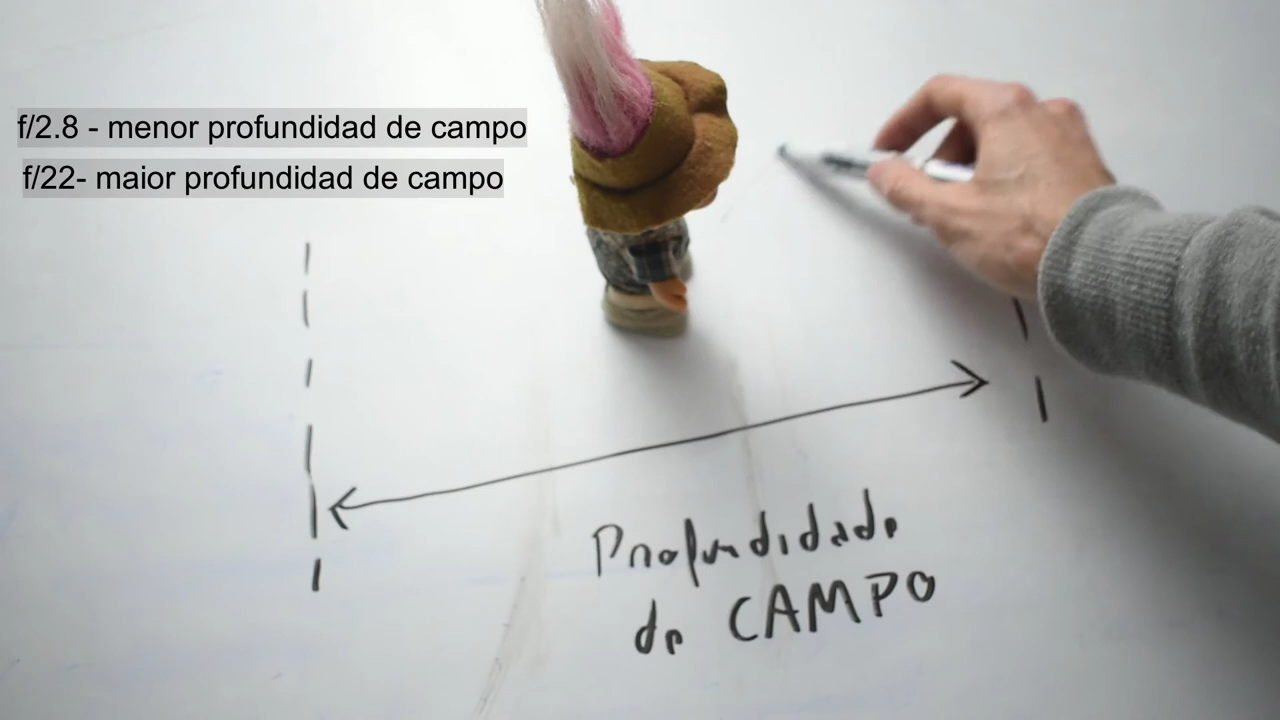 f/2.8 - menor profundidad de campo
f/22- maior profundidad de campo
Profundidade
de CAMPO